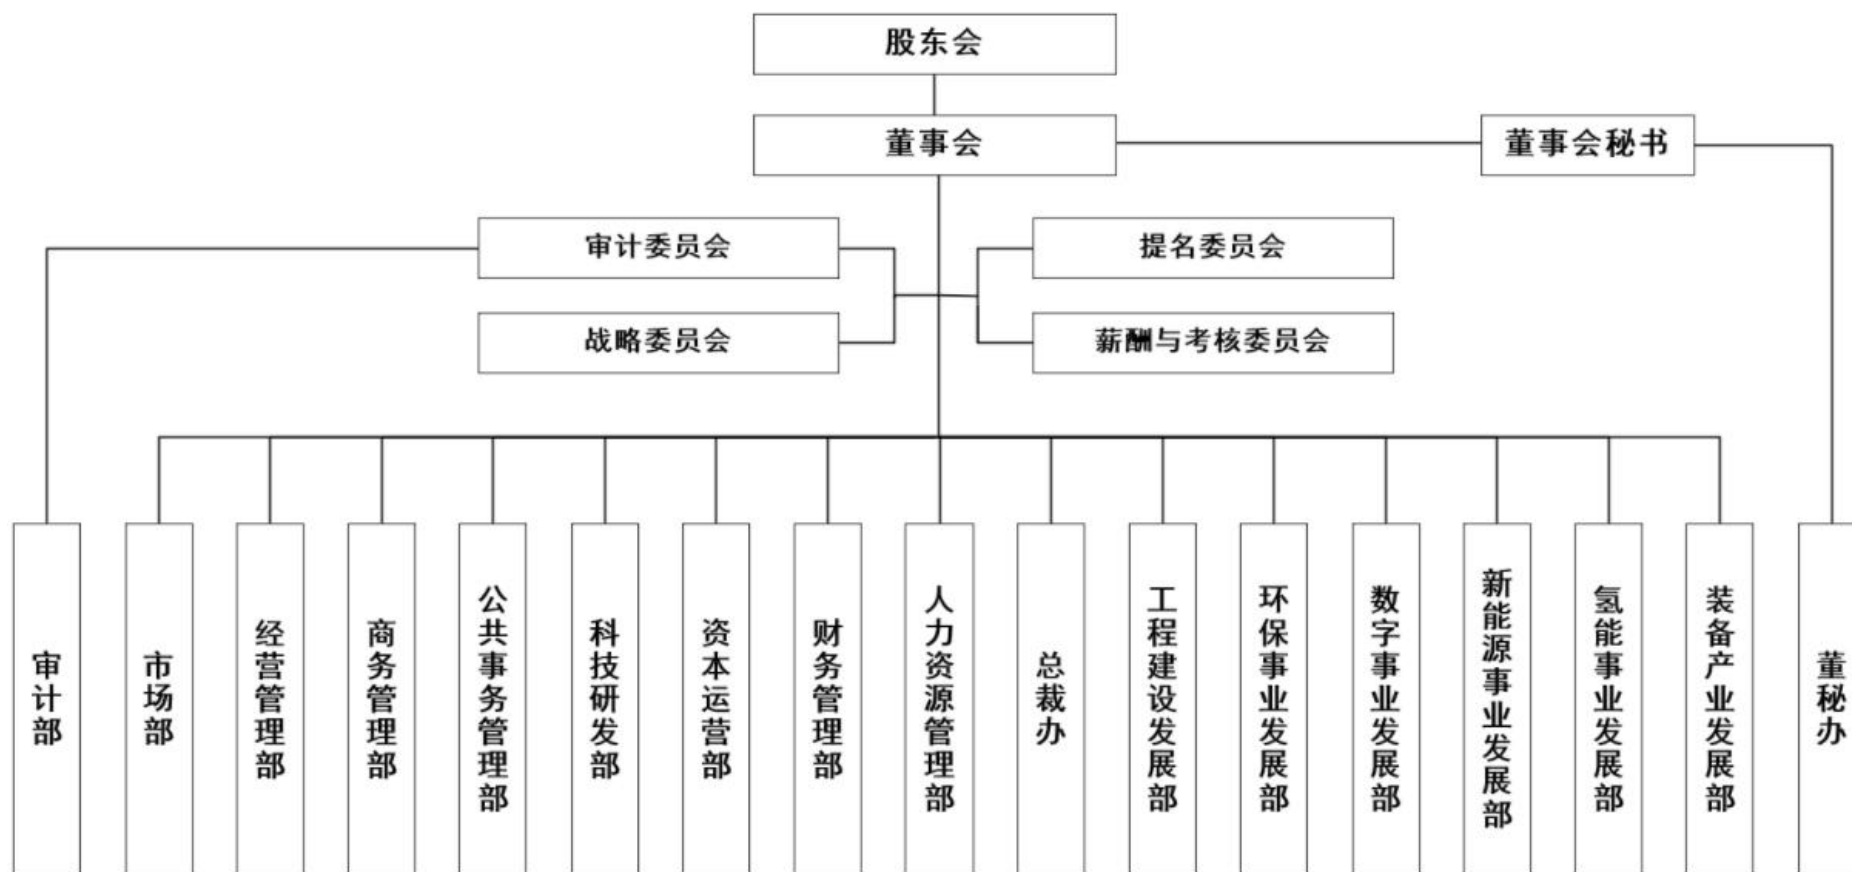 股东会
董事会
董事会秘书
审计委员会
提名委员会
战略委员会
薪酬与考核委员会
审计部
市场部
经营管理部
商务管理部
公共事务管理部
科技研发部
资本运营部
财务管理部
人力资源管理部
总裁办
工程建设发展部
环保事业发展部
数字事业发展部
新能源事业发展部
氢能事业发展部
装备产业发展部
董秘办